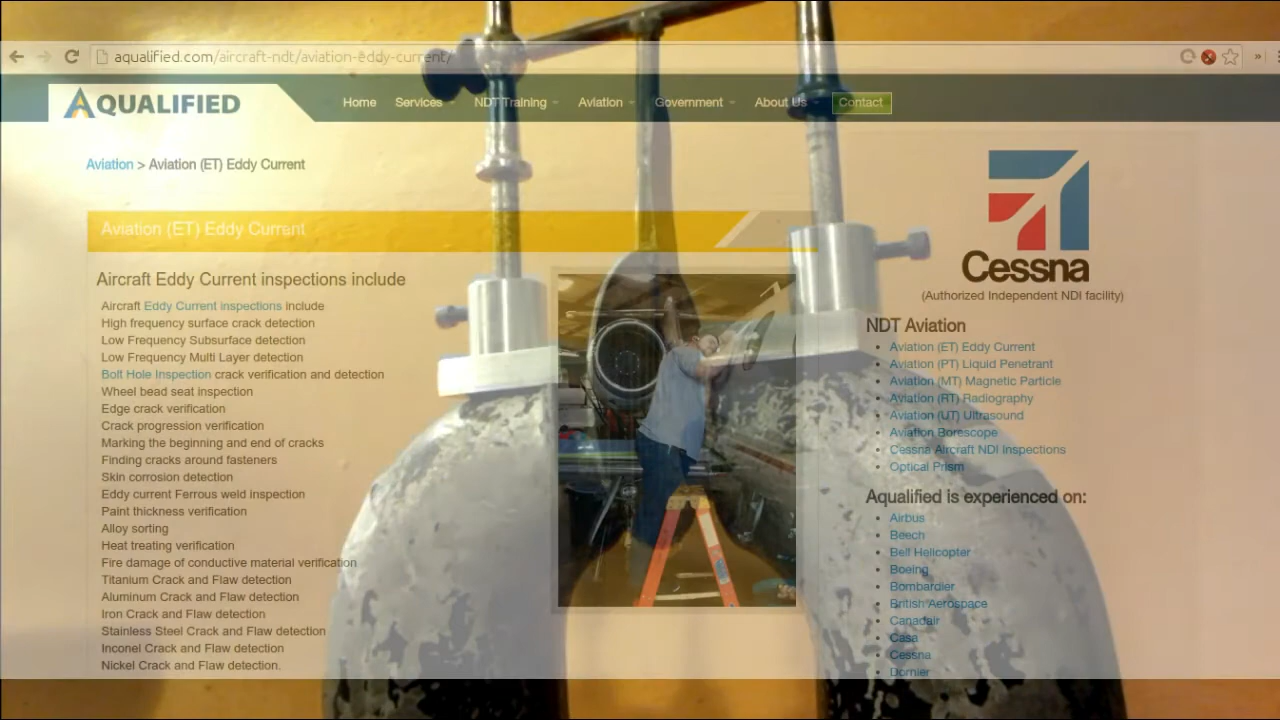 aqualified.com/aircraft-ndt/aviation-eddy-current/
AQUALIFIED
Home Services NDT Training Aviation Government About Us Contact
Aviation > Aviation (ET) Eddy Current
Aviation (ET) Eddy Current
Aircraft Eddy Current inspections include
Aircraft Eddy Current inspections include
High frequency surface crack detection
Low Frequency Subsurface detection
Low Frequency Multi Layer detection
Bolt Hole Inspection crack verification and detection
Wheel bead seat inspection
Edge crack verification
Crack progression verification
Marking the beginning and end of cracks
Finding cracks around fasteners
Skin corrosion detection
Eddy current Ferrous weld inspection
Paint thickness verification
Alloy sorting
Heat treating verification
Fire damage of conductive material verification
Titanium Crack and Flaw detection
Aluminum Crack and Flaw detection
Iron Crack and Flaw detection
Stainless Steel Crack and Flaw detection
Inconel Crack and Flaw detection
Nickel Crack and Flaw detection.
Cessna
(Authorized Independent NDI facility)
NDT Aviation
Aviation (ET) Eddy Current
Aviation (PT) Liquid Penetrant
Aviation (MT) Magnetic Particle
Aviation (RT) Radiography
Aviation (UT) Ultrasound
Aviation Borescope
Cessna Aircraft NDI Inspections
Optical Prism
Aqualified is experienced on:
Airbus
Beech
Bell Helicopter
Boeing
Bombardier
British Aerospace
Canadair
Casa
Cessna
Dornier